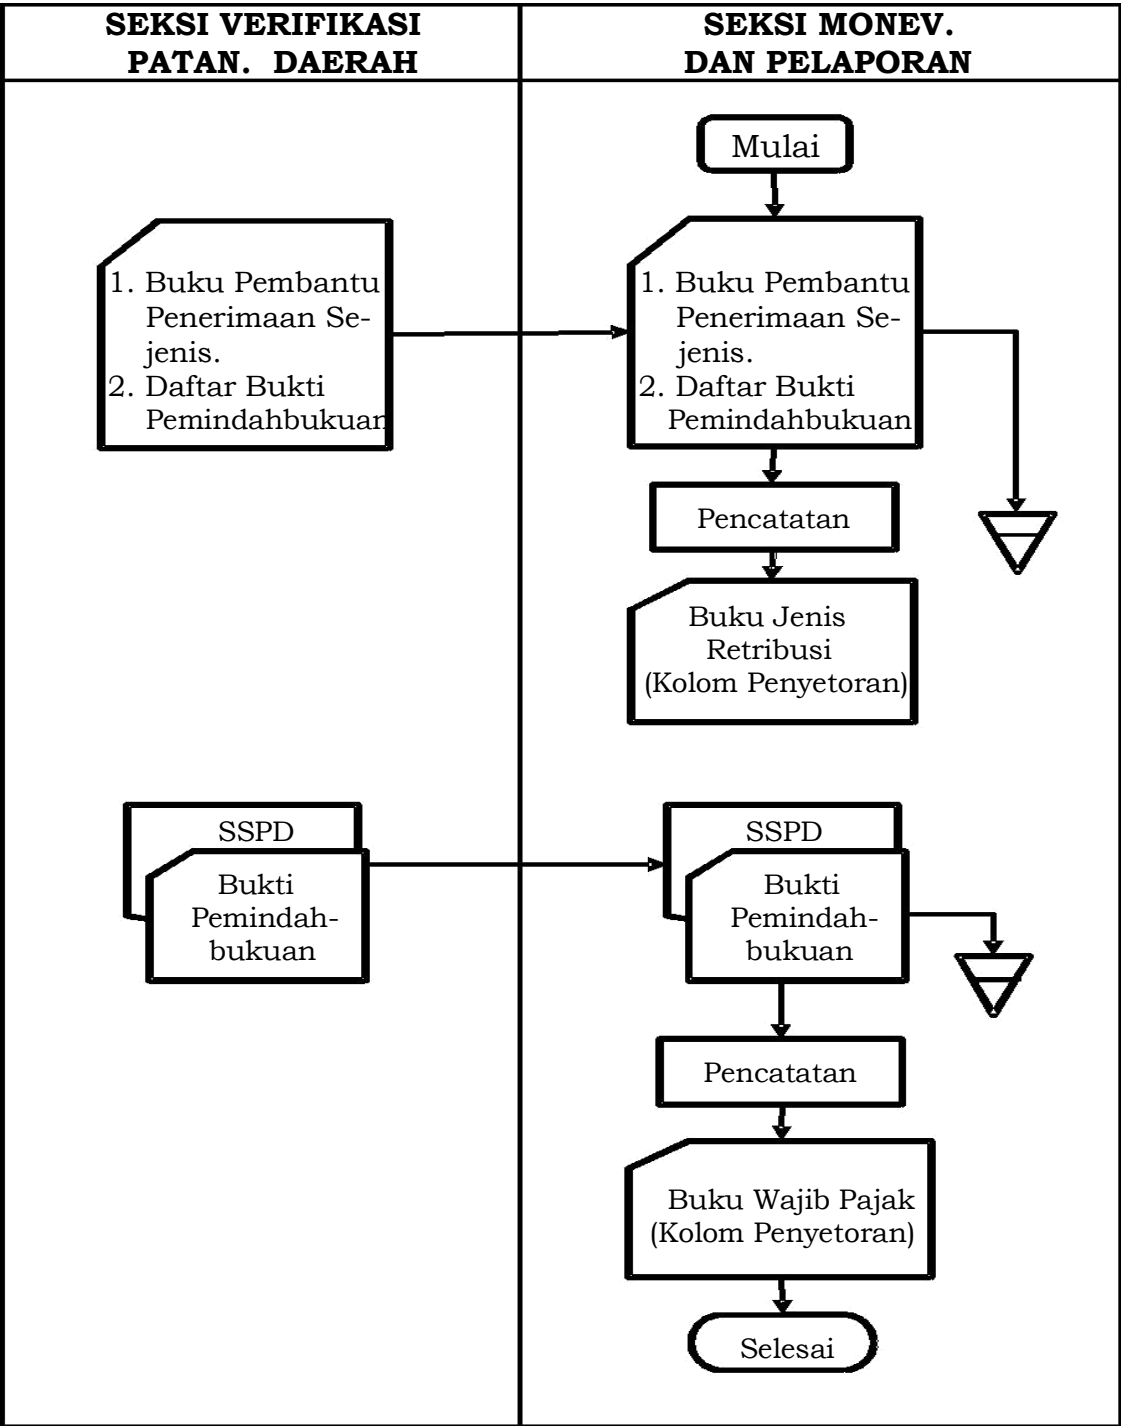 SEKSI VERIFIKASI
PATAN. DAERAH
SEKSI MONEV.
DAN PELAPORAN
Mulai
1. Buku Pembantu
Penerimaan Se-
jenis.
2. Daftar Bukti
Pemindahbukuan
1. Buku Pembantu
Penerimaan Se-
jenis.
2. Daftar Bukti
Pemindahbukuan
Pencatatan
Buku Jenis
Retribusi
(Kolom Penyetoran)
SSPD
Bukti
Pemindah-
bukuan
SSPD
Bukti
Pemindah-
bukuan
Pencatatan
Buku Wajib Pajak
(Kolom Penyetoran)
Selesai